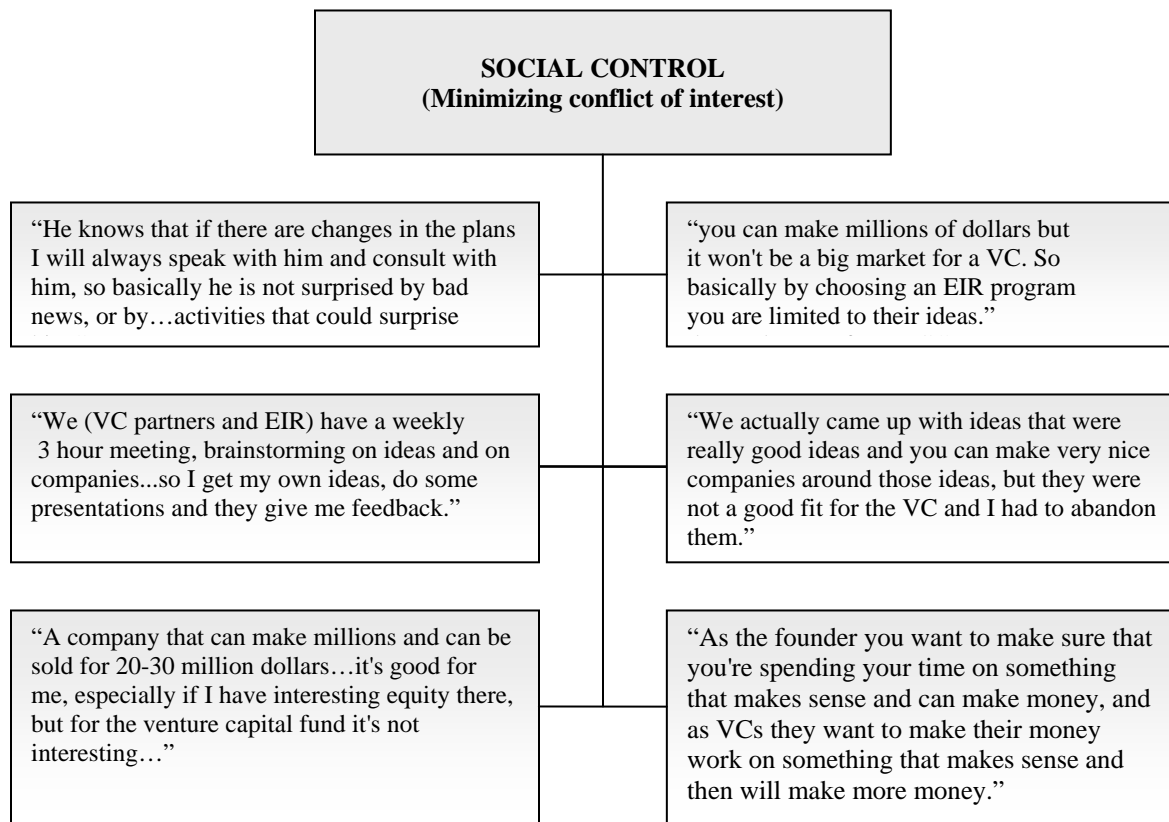 SOCIAL CONTROL
(Minimizing conflict of interest)
“He knows that if there are changes in the plans
I will always speak with him and consult with
him, so basically he is not surprised by bad
news, or by…activities that could surprise
“you can make millions of dollars but
it won't be a big market for a VC. So
basically by choosing an EIR program
you are limited to their ideas.”
“We (VC partners and EIR) have a weekly
3 hour meeting, brainstorming on ideas and on
companies...so I get my own ideas, do some
presentations and they give me feedback.”
“We actually came up with ideas that were
really good ideas and you can make very nice
companies around those ideas, but they were
not a good fit for the VC and I had to abandon
them.”
“A company that can make millions and can be
sold for 20-30 million dollars…it's good for
me, especially if I have interesting equity there,
but for the venture capital fund it's not
interesting…”
“As the founder you want to make sure that
you're spending your time on something
that makes sense and can make money, and
as VCs they want to make their money
work on something that makes sense and
then will make more money.”